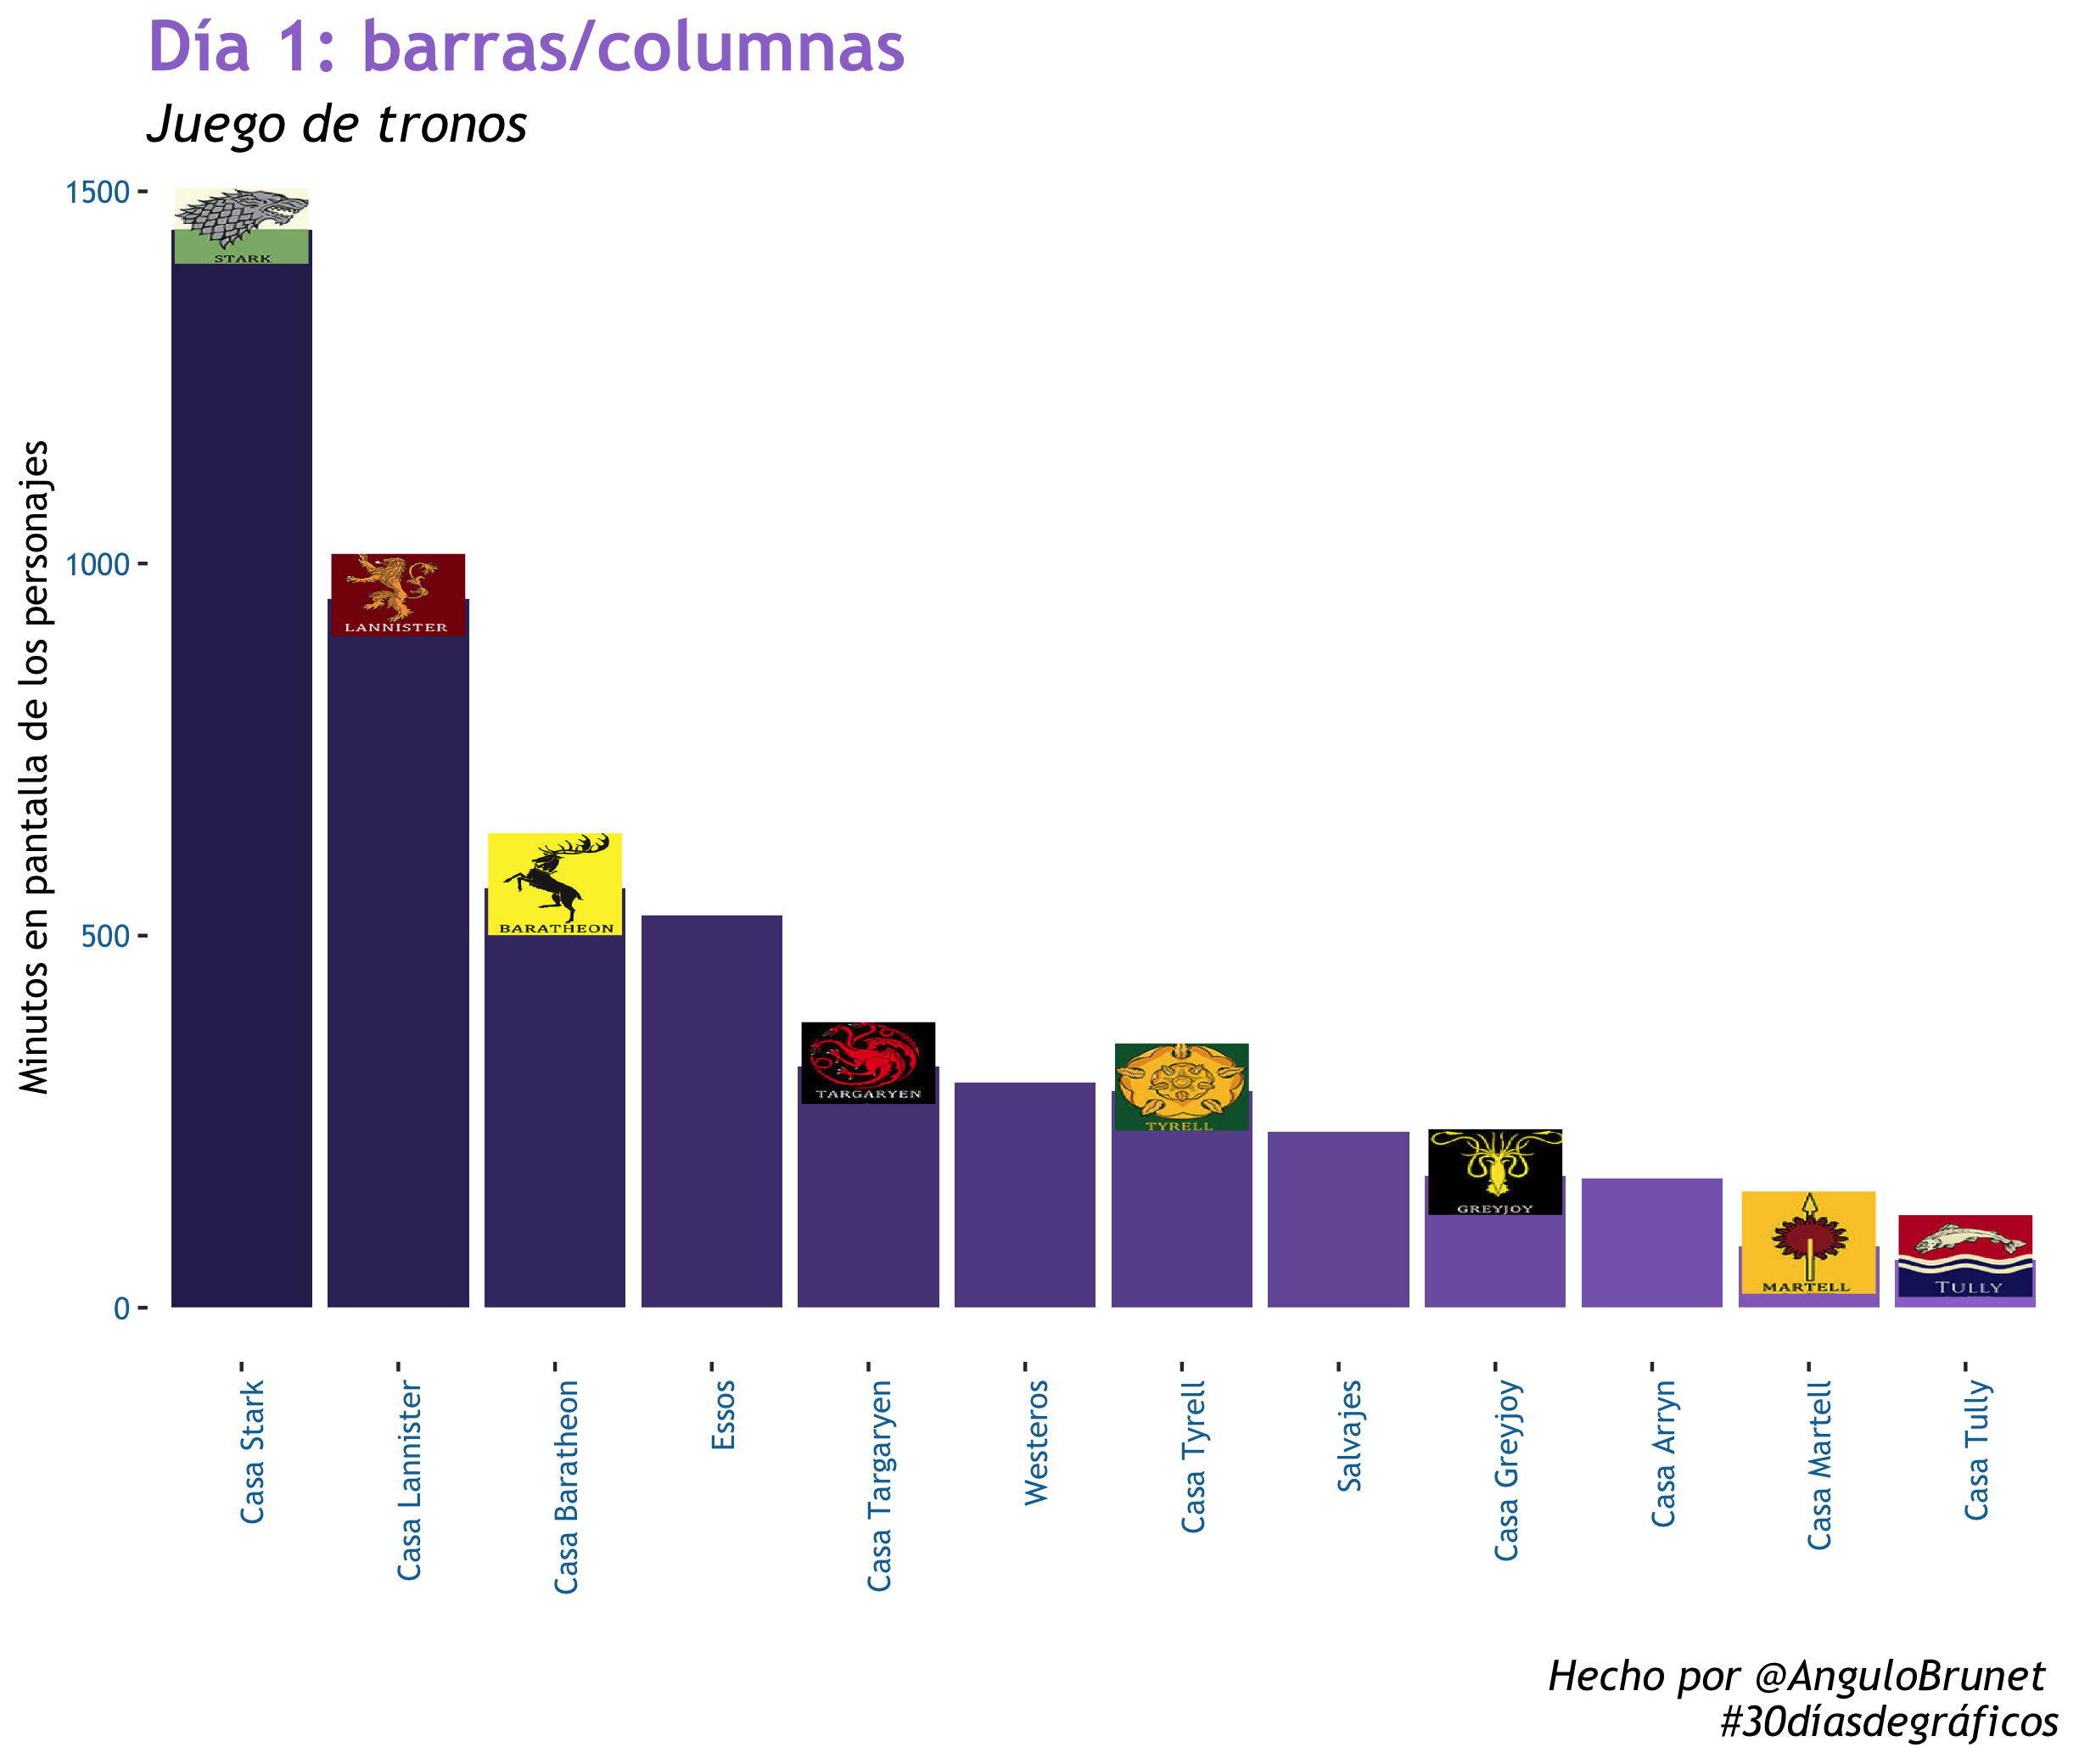 Día 1: barras/columnas
Juego de tronos
Minutos en pantalla de los personajes
1500
1000
500
0
STARK
LANNISTER
BARATHEON
TARGARYEN
TYRELL
GREYJOY
MARTELL
TULLY
Casa Stark
Casa Lannister
Casa Baratheon
Essos
Casa Targaryen
Westeros
Casa Tyrell
Salvajes
Casa Greyjoy
Casa Arryn
Casa Martell
Casa Tully
Hecho por @AnguloBrunet
#30díasdegráficos